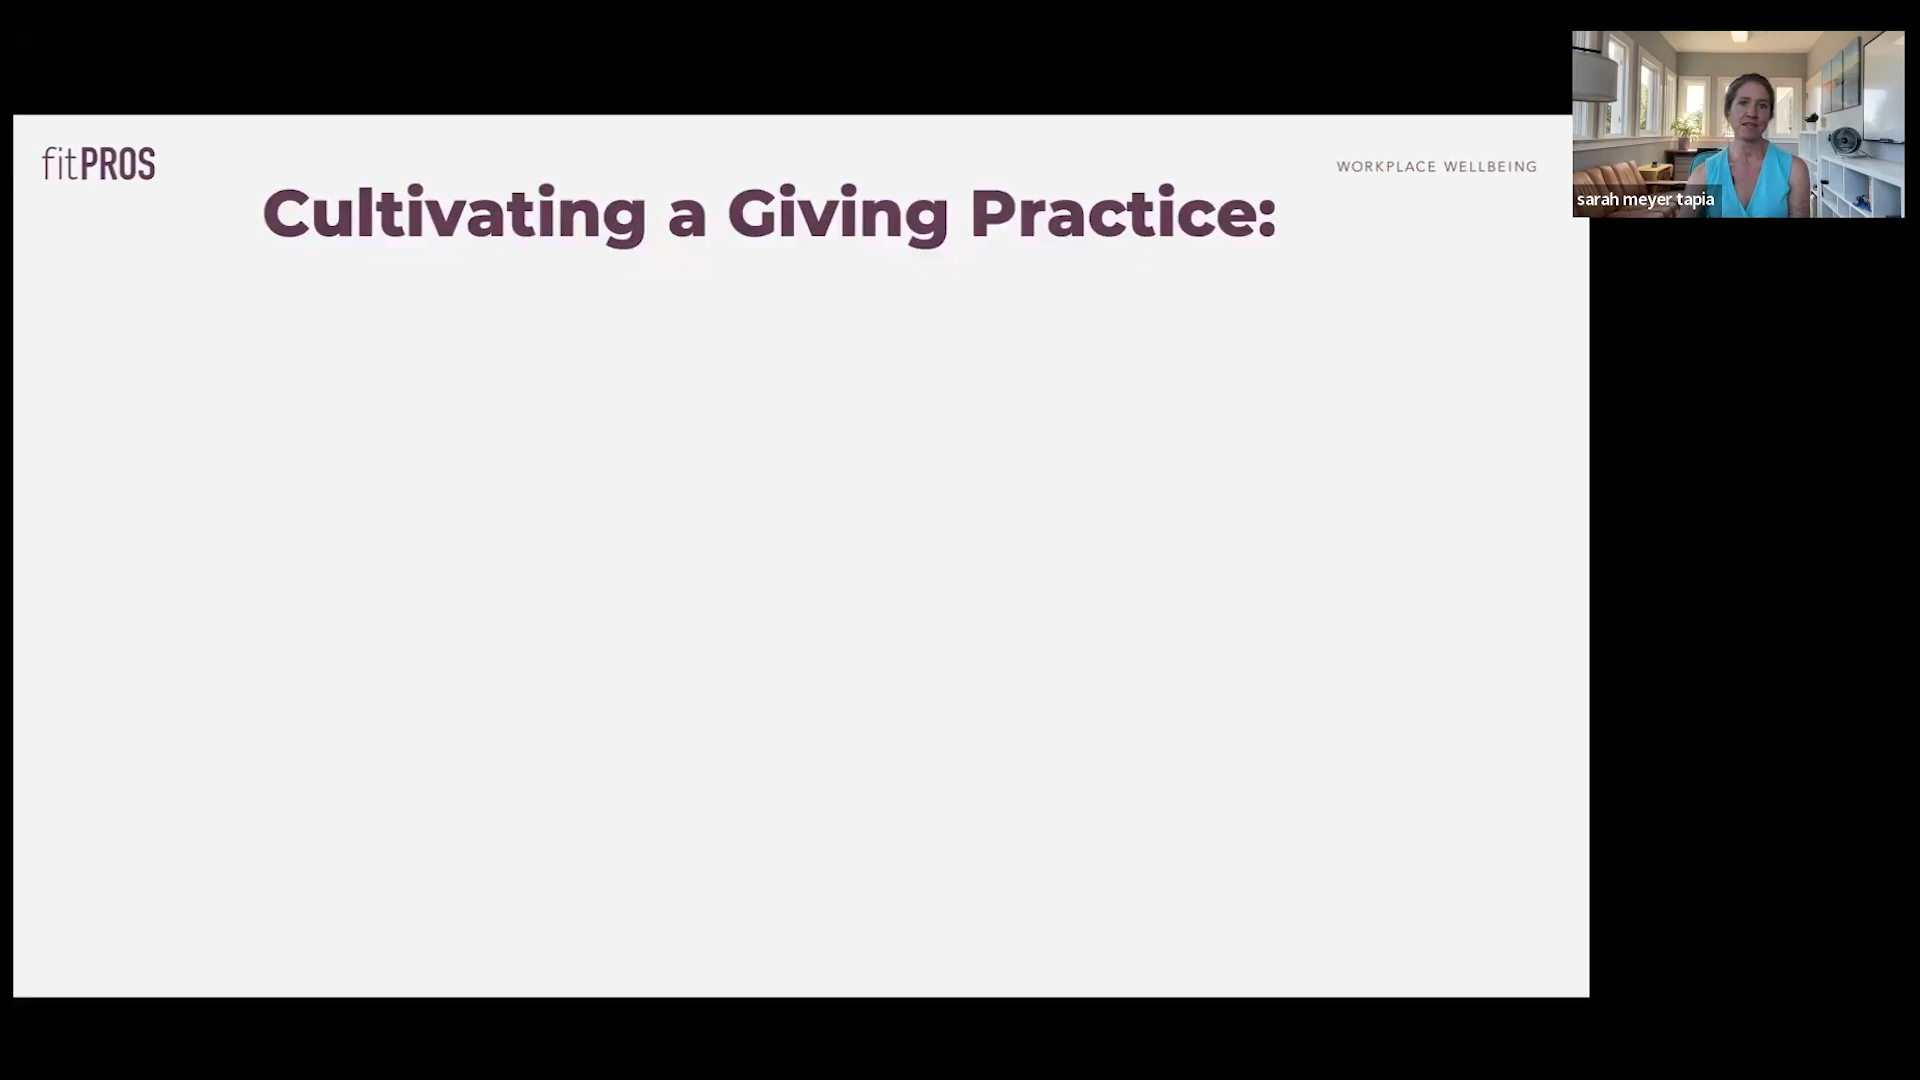 fitPROS
WORKPLACE WELLBEING
Cultivating a Giving Practice:
sarah meyer tapia